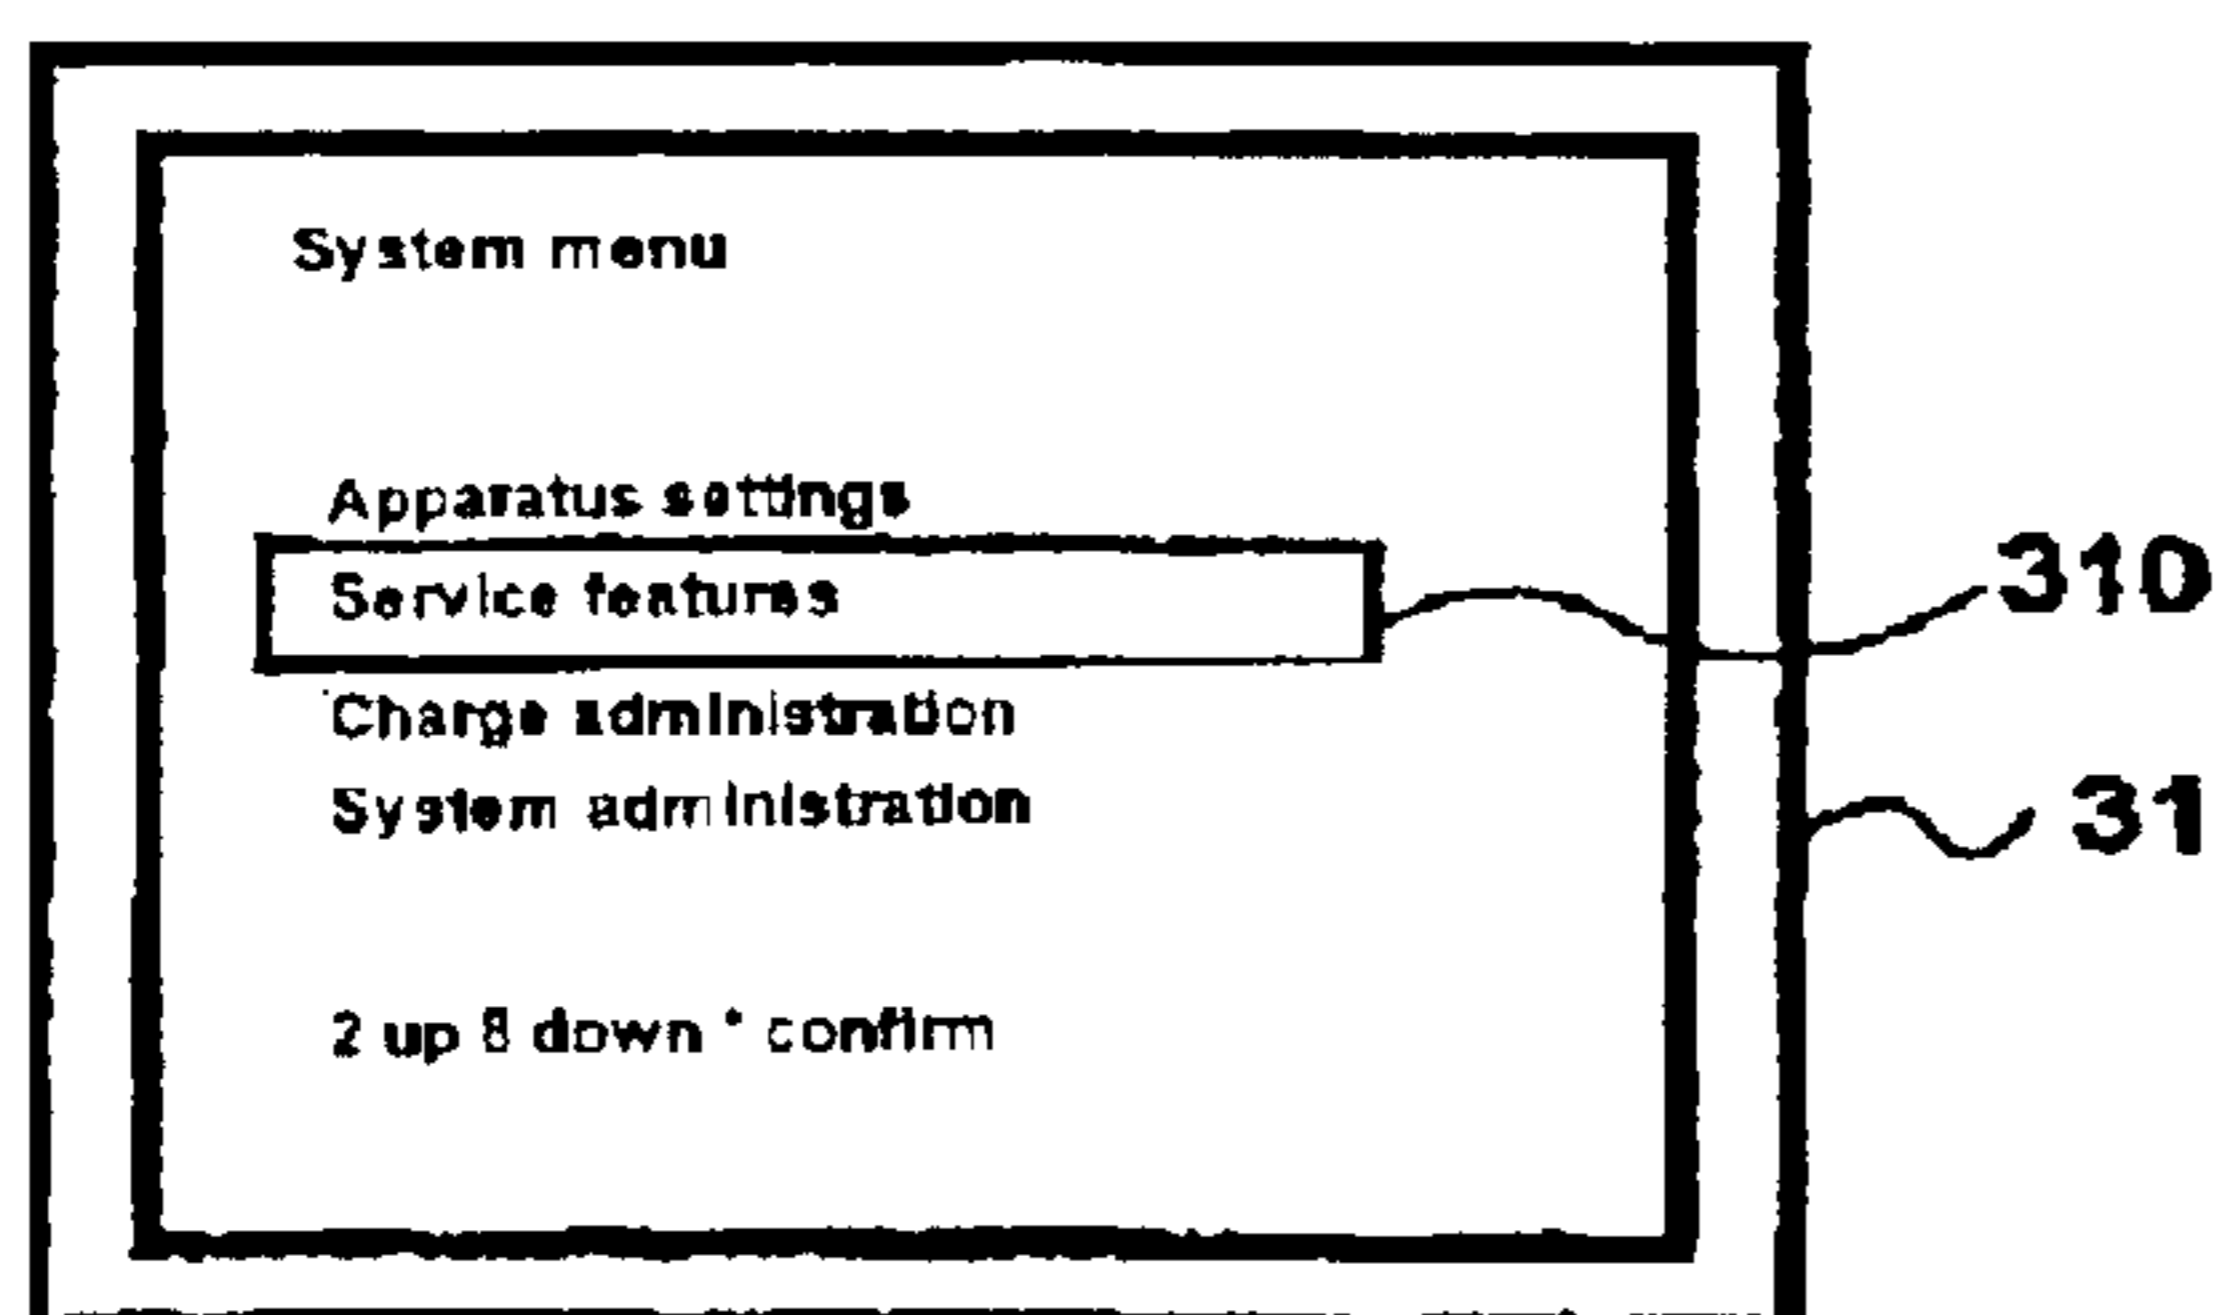 System menu
Apparatus settings
Service features
310
Charge administration
System administration
31
2 up 8 down * confirm